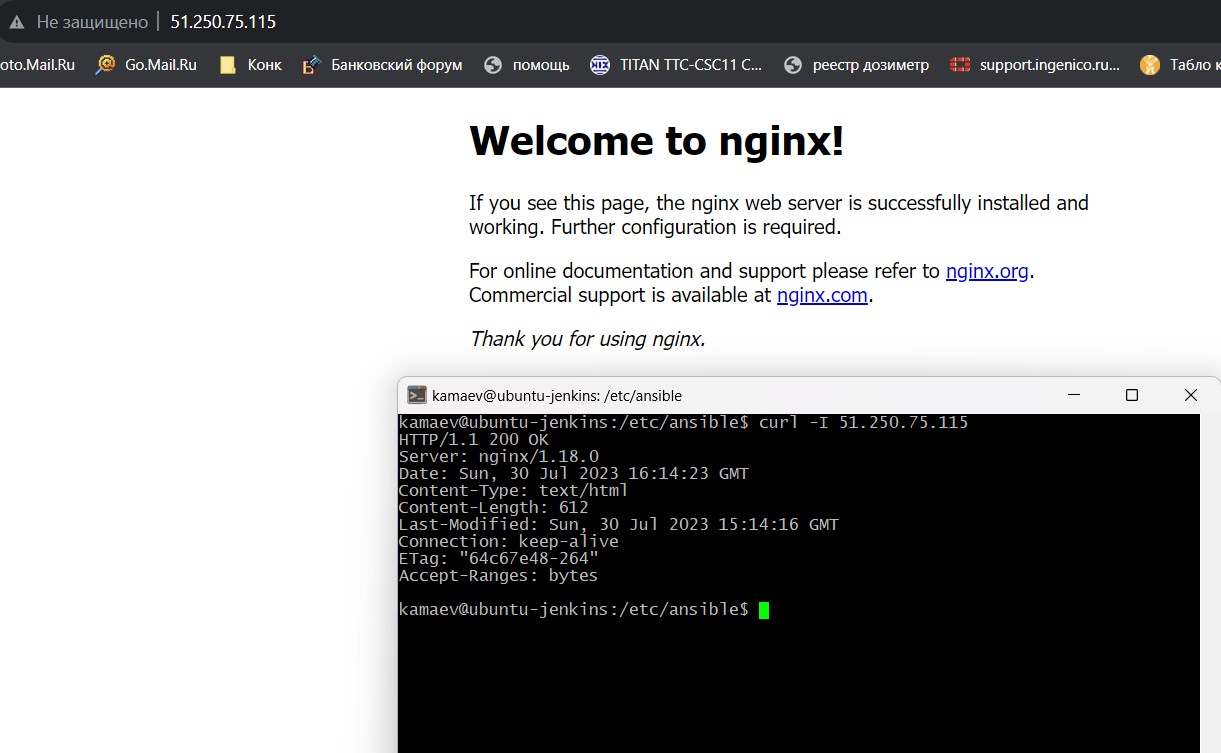 Не защищено 51.250.75.115
oto.Mail.Ru Go.Mail.Ru Конк Банковский форум помощь TITAN TTC-CSC11 C... реестр дозиметр support.ingenico.ru... Табло к
Welcome to nginx!
If you see this page, the nginx web server is successfully installed and
working. Further configuration is required.
For online documentation and support please refer to nginx.org.
Commercial support is available at nginx.com.
Thank you for using nginx.
kamaev@ubuntu-jenkins: /etc/ansible
kamaev@ubuntu-jenkins:/etc/ansible$ curl -I 51.250.75.115
HTTP/1.1 200 OK
Server: nginx/1.18.0
Date: Sun, 30 Jul 2023 16:14:23 GMT
Content-Type: text/html
Content-Length: 612
Last-Modified: Sun, 30 Jul 2023 15:14:16 GMT
Connection: keep-alive
ETag: "64c67e48-264"
Accept-Ranges: bytes
kamaev@ubuntu-jenkins:/etc/ansible$